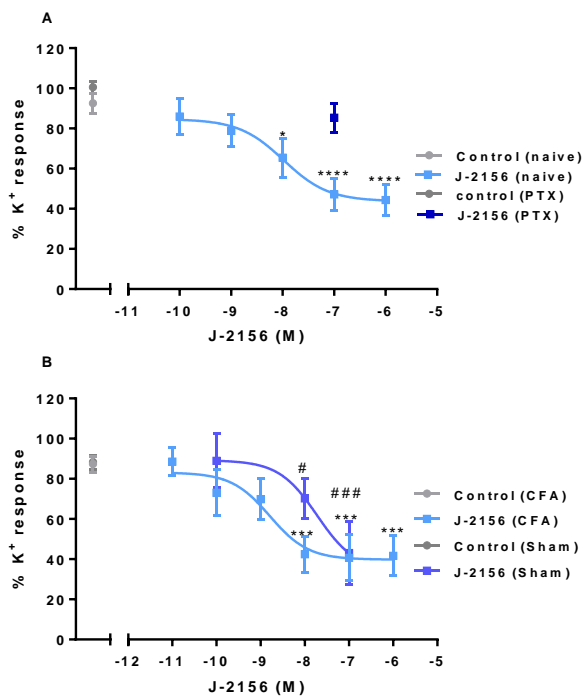 A
120
100
80
60
40
20
0
% K+ response
* **** ****
-11 -10 -9 -8 -7 -6 -5
J-2156 (M)
Control (naive)
J-2156 (naive)
control (PTX)
J-2156 (PTX)
B
120
100
80
60
40
20
0
% K+ response
# ###
*** *** ***
-12 -11 -10 -9 -8 -7 -6 -5
J-2156 (M)
Control (CFA)
J-2156 (CFA)
Control (Sham)
J-2156 (Sham)